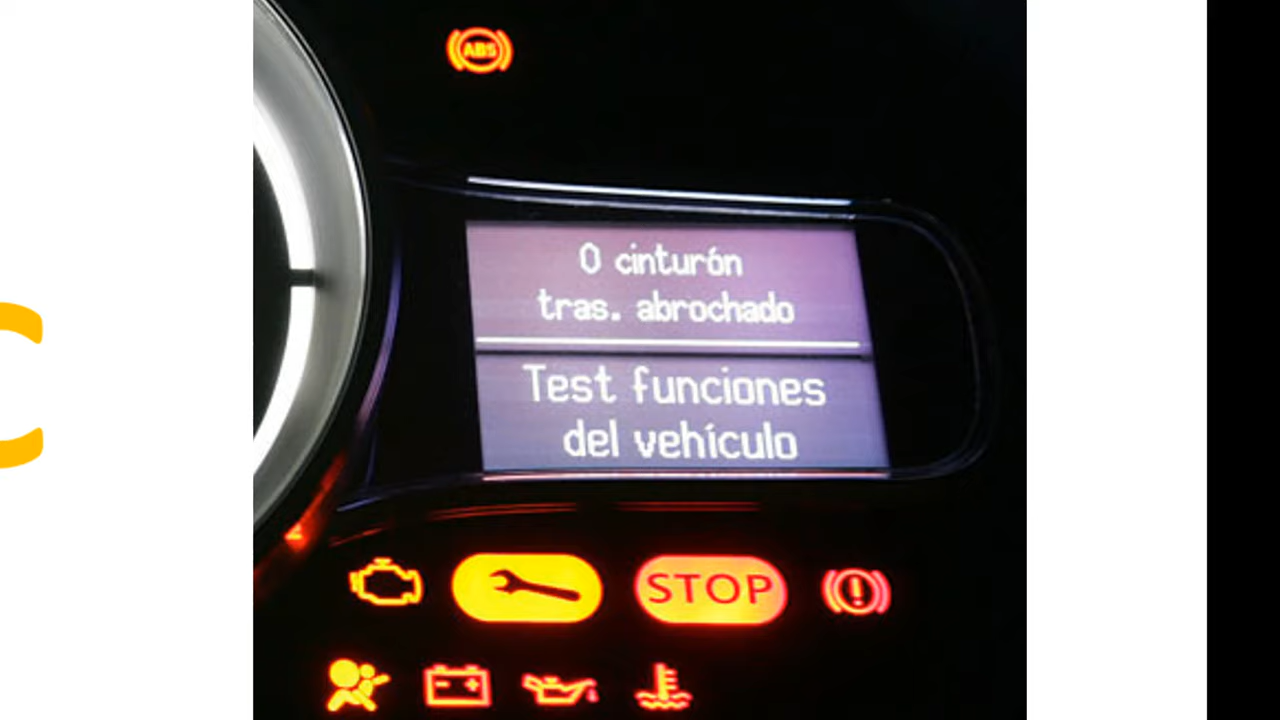 ABS
0 cinturón
tras. abrochado
Test funciones
del vehículo
STOP